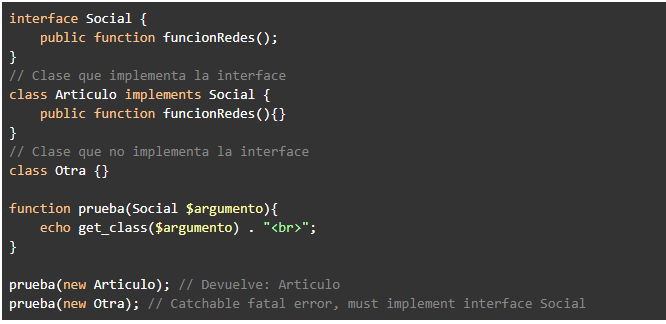 interface Social {
    public function funcionRedes();
}
// Clase que implementa la interface
class Articulo implements Social {
    public function funcionRedes(){}
}
// Clase que no implementa la interface
class Otra {}

function prueba(Social $argumento){
    echo get_class($argumento) . "<br>";
}

prueba(new Articulo); // Devuelve: Articulo
prueba(new Otra); // Catchable fatal error, must implement interface Social